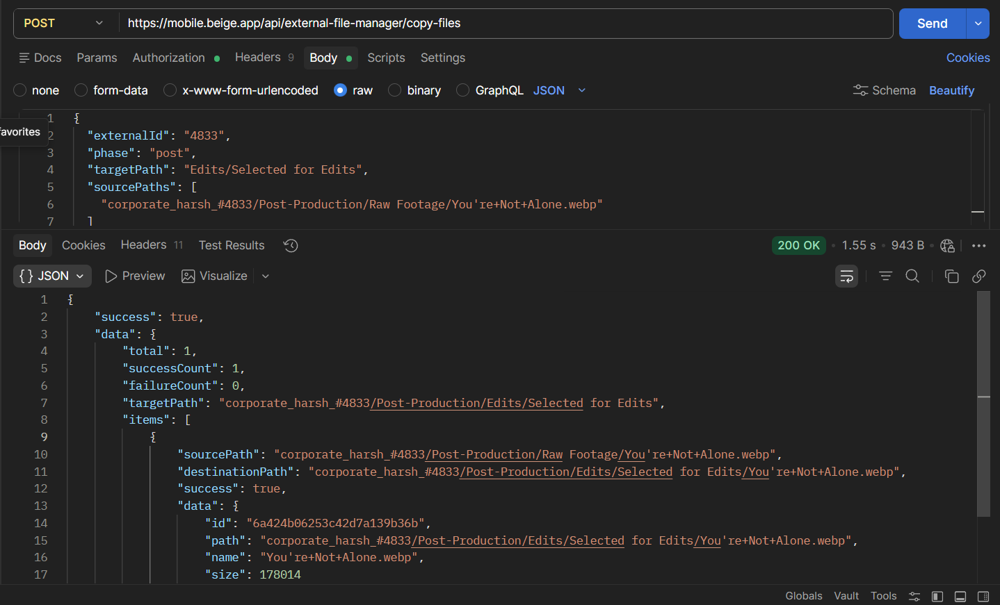 POST https://mobile.beige.app/api/external-file-manager/copy-files Send
Docs Params Authorization Headers 9 Body Scripts Settings Cookies
none form-data x-www-form-urlencoded raw binary GraphQL JSON Schema Beautify
favorites
1 {
2 "externalId": "4833",
3 "phase": "post",
4 "targetPath": "Edits/Selected for Edits",
5 "sourcePaths": [
6 "corporate_harsh_#4833/Post-Production/Raw Footage/You're+Not+Alone.webp"
7 ]
Body Cookies Headers 11 Test Results 200 OK • 1.55 s • 943 B •
{} JSON Preview Visualize
1 {
2 "success": true,
3 "data": {
4 "total": 1,
5 "successCount": 1,
6 "failureCount": 0,
7 "targetPath": "corporate_harsh_#4833/Post-Production/Edits/Selected for Edits",
8 "items": [
9 {
10 "sourcePath": "corporate_harsh_#4833/Post-Production/Raw Footage/You're+Not+Alone.webp",
11 "destinationPath": "corporate_harsh_#4833/Post-Production/Edits/Selected for Edits/You're+Not+Alone.webp",
12 "success": true,
13 "data": {
14 "id": "6a424b06253c42d7a139b36b",
15 "path": "corporate_harsh_#4833/Post-Production/Edits/Selected for Edits/You're+Not+Alone.webp",
16 "name": "You're+Not+Alone.webp",
17 "size": 178014
Globals Vault Tools